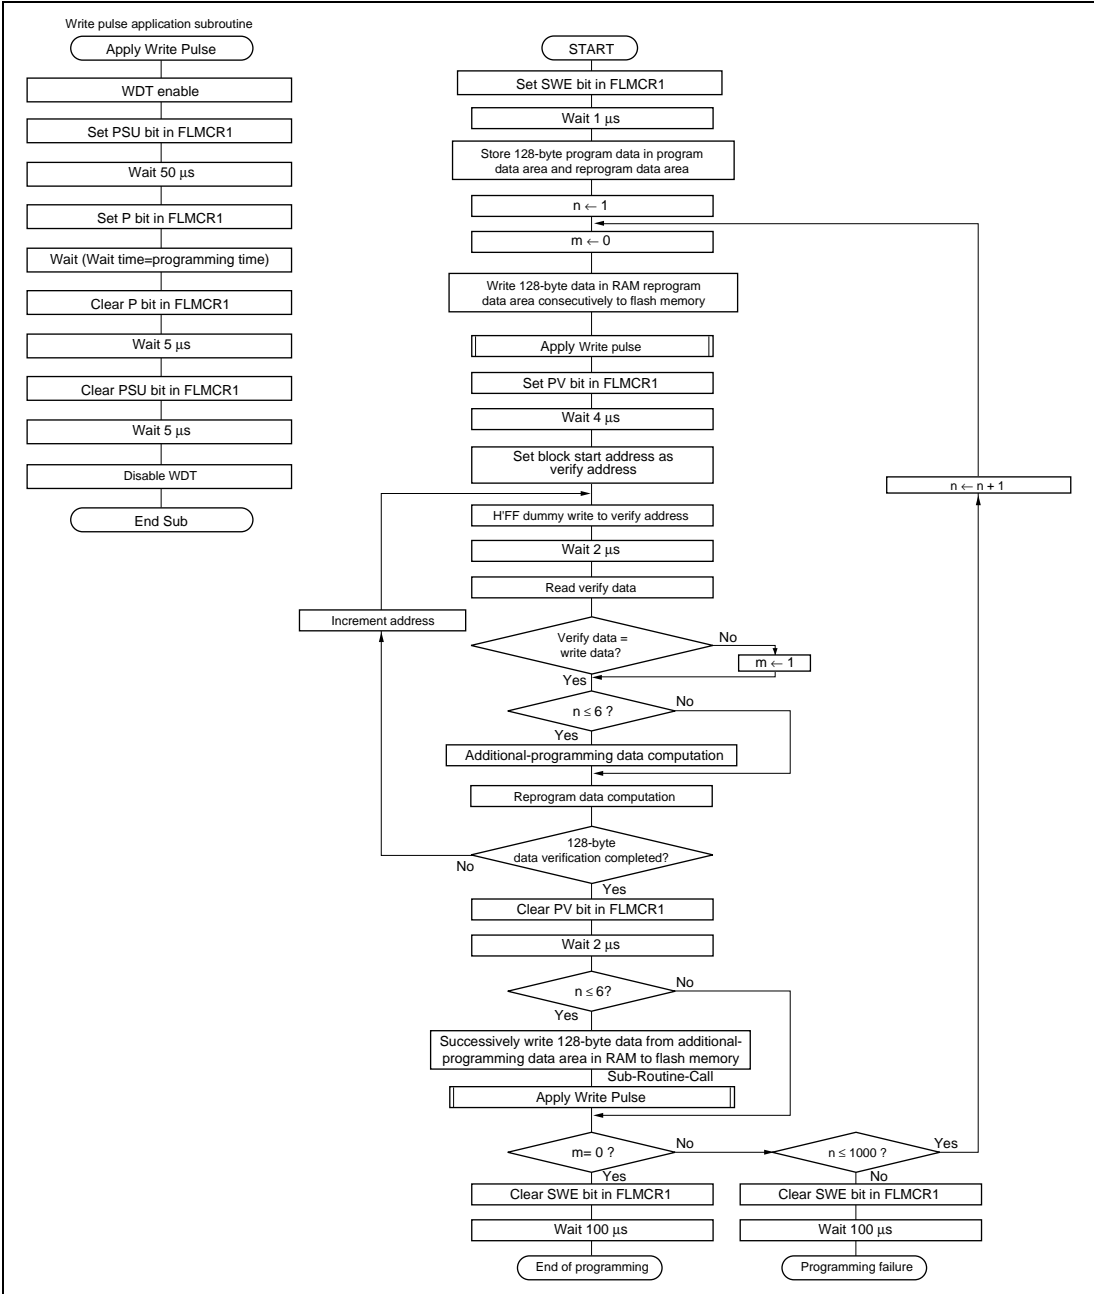 Write pulse application subroutine
Apply Write Pulse
WDT enable
Set PSU bit in FLMCR1
Wait 50 μs
Set P bit in FLMCR1
Wait (Wait time=programming time)
Clear P bit in FLMCR1
Wait 5 μs
Clear PSU bit in FLMCR1
Wait 5 μs
Disable WDT
End Sub
START
Set SWE bit in FLMCR1
Wait 1 μs
Store 128-byte program data in program
data area and reprogram data area
n ← 1
m ← 0
Write 128-byte data in RAM reprogram
data area consecutively to flash memory
Apply Write pulse
Set PV bit in FLMCR1
Wait 4 μs
Set block start address as
verify address
n ← n + 1
H'FF dummy write to verify address
Wait 2 μs
Read verify data
Increment address
Verify data =
write data?
No
m ← 1
Yes
n ≤ 6 ?
No
Yes
Additional-programming data computation
Reprogram data computation
128-byte
data verification completed?
No
Yes
Clear PV bit in FLMCR1
Wait 2 μs
n ≤ 6?
No
Yes
Successively write 128-byte data from additional-
programming data area in RAM to flash memory
Sub-Routine-Call
Apply Write Pulse
m= 0 ?
No
n ≤ 1000 ?
Yes
Yes
No
Clear SWE bit in FLMCR1
Clear SWE bit in FLMCR1
Wait 100 μs
Wait 100 μs
End of programming
Programming failure